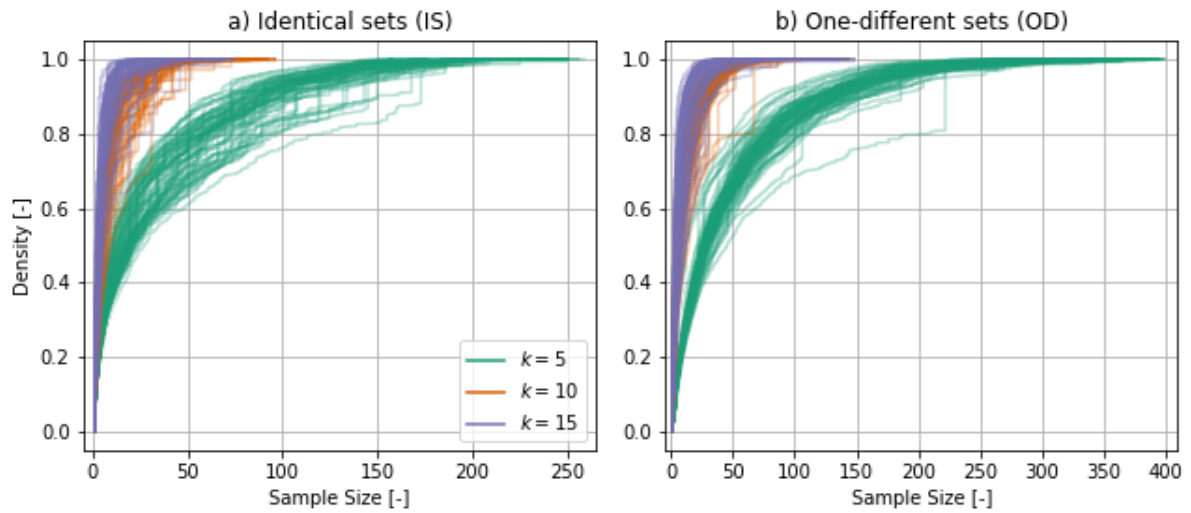 a) Identical sets (IS)
b) One-different sets (OD)
Density [-]
1.0
0.8
0.6
0.4
0.2
0.0
k = 5
k = 10
k = 15
0 50 100 150 200 250
Sample Size [-]
1.0
0.8
0.6
0.4
0.2
0.0
0 50 100 150 200 250 300 350 400
Sample Size [-]